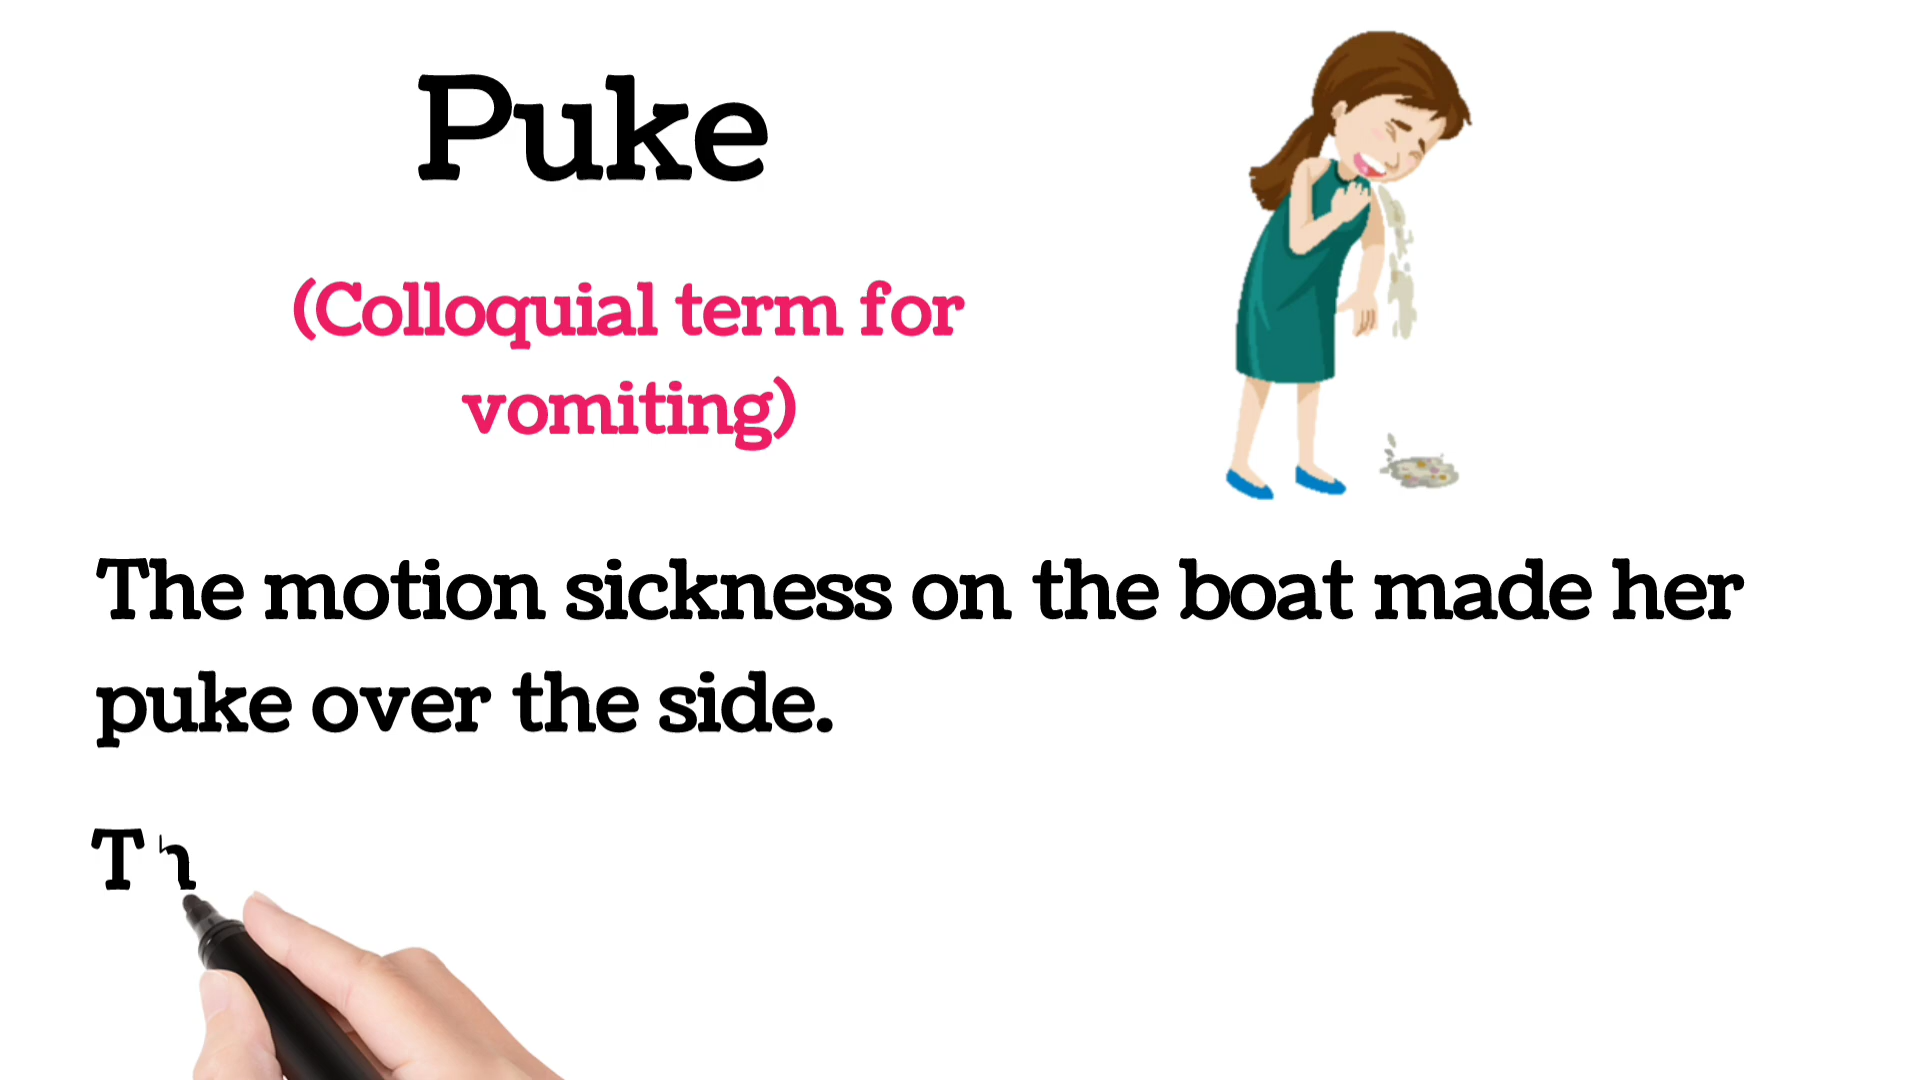 Puke
(Colloquial term for
vomiting)
The motion sickness on the boat made her
puke over the side.